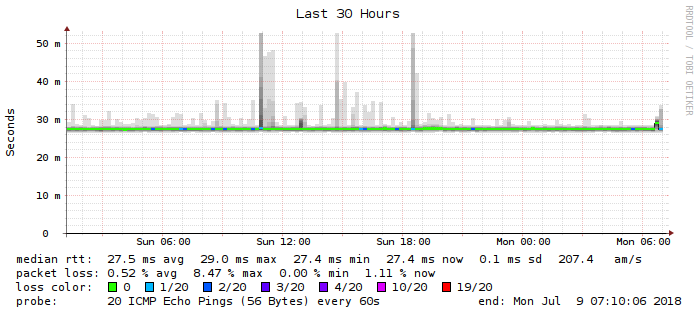 Last 30 Hours
RRDTOOL / TOBI OETIKER
Seconds
50 m
40 m
30 m
20 m
10 m
0
Sun 06:00 Sun 12:00 Sun 18:00 Mon 00:00 Mon 06:00
median rtt: 27.5 ms avg 29.0 ms max 27.4 ms min 27.4 ms now 0.1 ms sd 207.4 am/s
packet loss: 0.52 % avg 8.47 % max 0.00 % min 1.11 % now
loss color: 0 1/20 2/20 3/20 4/20 10/20 19/20
probe: 20 ICMP Echo Pings (56 Bytes) every 60s end: Mon Jul 9 07:10:06 2018